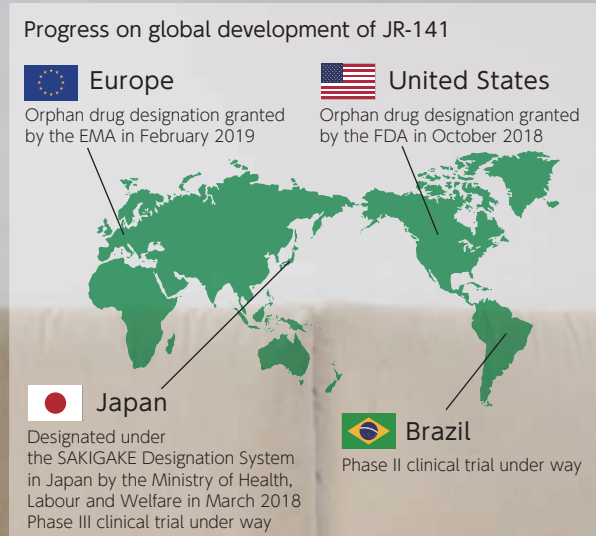 Progress on global development of JR-141
Europe
Orphan drug designation granted
by the EMA in February 2019
United States
Orphan drug designation granted
by the FDA in October 2018
Japan
Designated under
the SAKIGAKE Designation System
in Japan by the Ministry of Health,
Labour and Welfare in March 2018
Phase III clinical trial under way
Brazil
Phase II clinical trial under way